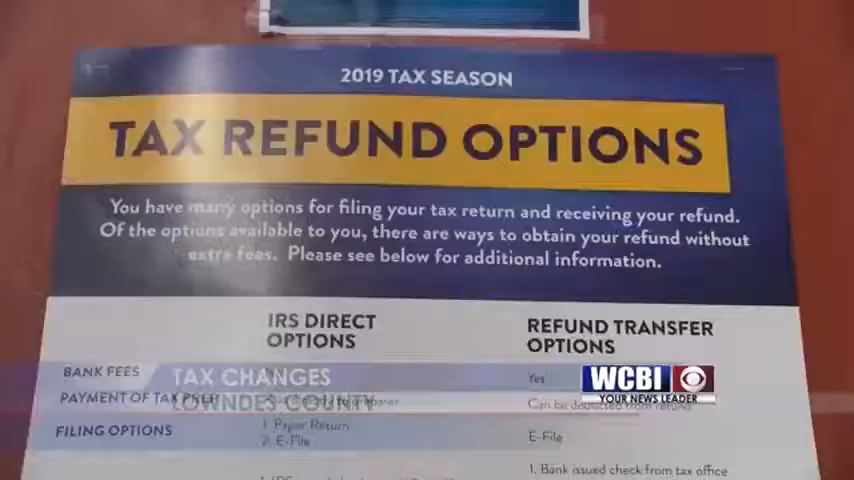 2019 TAX SEASON
TAX REFUND OPTIONS
You have many options for filing your tax return and receiving your refund.
Of the options available to you, there are ways to obtain your refund without
extra fees. Please see below for additional information.
IRS DIRECT
OPTIONS
REFUND TRANSFER
OPTIONS
BANK FEES
Yes
TAX CHANGES
LOWNDES COUNTY
WCBI
YOUR NEWS LEADER
PAYMENT OF TAX PREP
Can be deducted from refund
FILING OPTIONS
1. Paper Return
2. E-File
E-File
1. Bank issued check from tax office